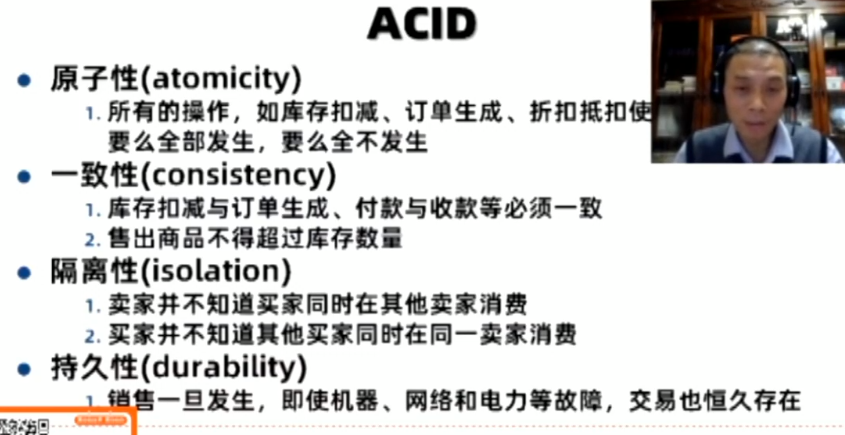 ACID
原子性(atomicity)
1. 所有的操作，如库存扣减、订单生成、折扣抵扣使
要么全部发生，要么全不发生
一致性(consistency)
1. 库存扣减与订单生成、付款与收款等必须一致
2. 售出商品不得超过库存数量
隔离性(isolation)
1. 卖家并不知道买家同时在其他卖家消费
2. 买家并不知道其他买家同时在同一卖家消费
持久性(durability)
1. 销售一旦发生，即使机器、网络和电力等故障，交易也恒久存在